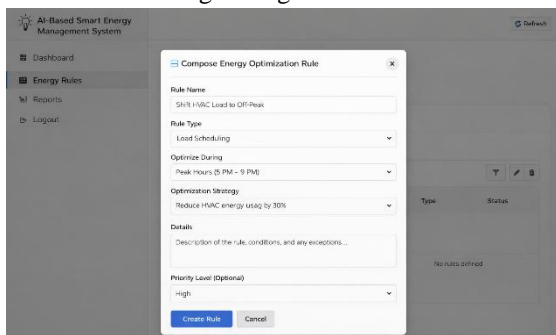 AI-Based Smart Energy
Management System
Refresh
Dashboard
Energy Rules
Reports
Logout
Compose Energy Optimization Rule
Rule Name
Shift HVAC Load to Off-Peak
Rule Type
Load Scheduling
Optimize During
Peak Hours (5 PM – 9 PM)
Optimization Strategy
Reduce HVAC energy usag by 30%
Type Status
Details
Description of the rule, conditions, and any exceptions...
No rules defined
Priority Level (Optional)
High
Create Rule Cancel